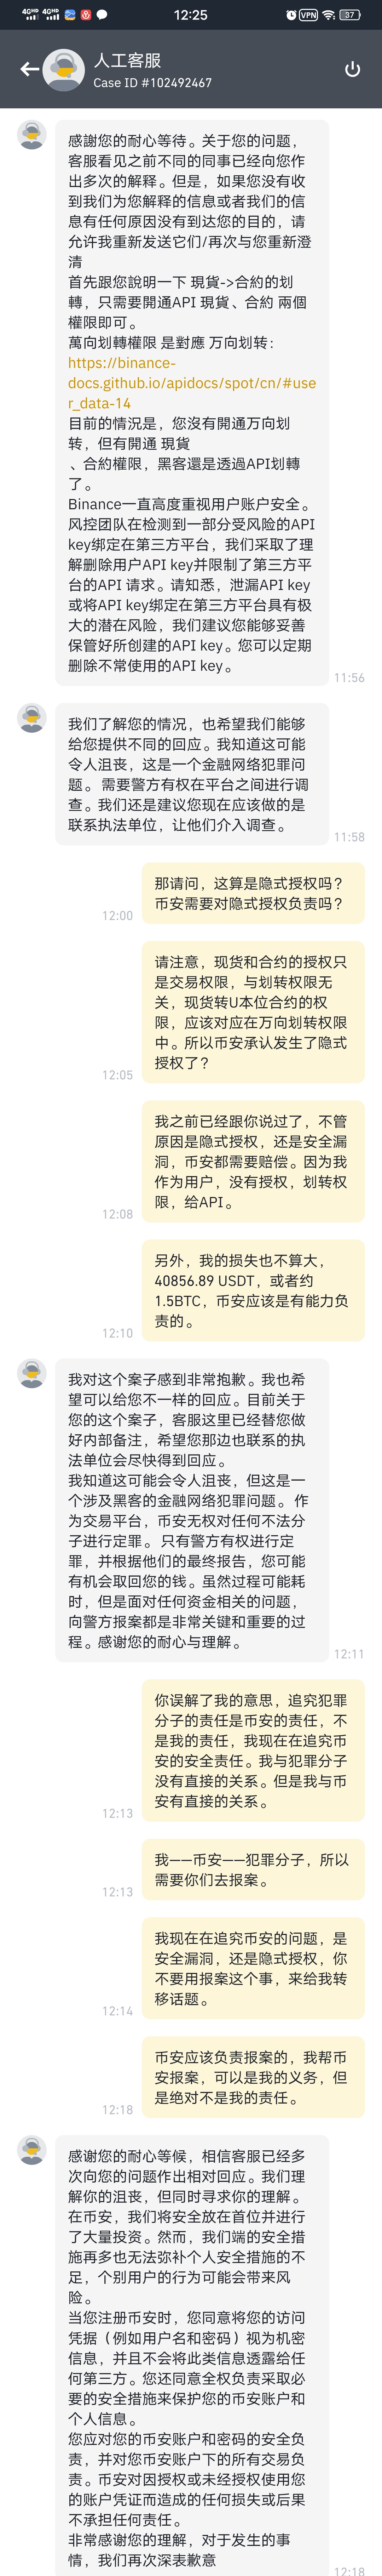 4GHD 4GHD 12:25 VPN 37
人工客服
Case ID #102492467
感謝您的耐心等待。关于您的问题，
客服看见之前不同的同事已经向您作
出多次的解释。但是，如果您没有收
到我们为您解释的信息或者我们的信
息有任何原因没有到达您的目的，请
允许我重新发送它们/再次与您重新澄
清
首先跟您說明一下 現貨->合約的划
轉，只需要開通API 現貨、合約 兩個
權限即可。
萬向划轉權限 是對應 万向划转：
https://binance-
docs.github.io/apidocs/spot/cn/#use
r_data-14
目前的情況是，您沒有開通万向划
转，但有開通 現貨
、合約權限，黑客還是透過API划轉
了。
Binance一直高度重视用户账户安全。
风控团队在检测到一部分受风险的API
key绑定在第三方平台，我们采取了理
解删除用户API key并限制了第三方平
台的API 请求。请知悉，泄漏API key
或将API key绑定在第三方平台具有极
大的潜在风险，我们建议您能够妥善
保管好所创建的API key。您可以定期
删除不常使用的API key。
11:56
我们了解您的情况，也希望我们能够
给您提供不同的回应。我知道这可能
令人沮丧，这是一个金融网络犯罪问
题。 需要警方有权在平台之间进行调
查。我们还是建议您现在应该做的是
联系执法单位，让他们介入调查。
11:58
那请问，这算是隐式授权吗？
币安需要对隐式授权负责吗？
12:00
请注意，现货和合约的授权只
是交易权限，与划转权限无
关，现货转U本位合约的权
限，应该对应在万向划转权限
中。所以币安承认发生了隐式
授权了？
12:05
我之前已经跟你说过了，不管
原因是隐式授权，还是安全漏
洞，币安都需要赔偿。因为我
作为用户，没有授权，划转权
限，给API。
12:08
另外，我的损失也不算大，
40856.89 USDT，或者约
1.5BTC，币安应该是有能力负
责的。
12:10
我对这个案子感到非常抱歉。我也希
望可以给您不一样的回应。目前关于
您的这个案子，客服这里已经替您做
好内部备注，希望您那边也联系的执
法单位会尽快得到回应。
我知道这可能会令人沮丧，但这是一
个涉及黑客的金融网络犯罪问题。 作
为交易平台，币安无权对任何不法分
子进行定罪。 只有警方有权进行定
罪，并根据他们的最终报告，您可能
有机会取回您的钱。虽然过程可能耗
时，但是面对任何资金相关的问题，
向警方报案都是非常关键和重要的过
程。感谢您的耐心与理解。
12:11
你误解了我的意思，追究犯罪
分子的责任是币安的责任，不
是我的责任，我现在在追究币
安的安全责任。我与犯罪分子
没有直接的关系。但是我与币
安有直接的关系。
12:13
我——币安——犯罪分子，所以
需要你们去报案。
12:13
我现在在追究币安的问题，是
安全漏洞，还是隐式授权，你
不要用报案这个事，来给我转
移话题。
12:14
币安应该负责报案的，我帮币
安报案，可以是我的义务，但
是绝对不是我的责任。
12:18
感谢您的耐心等候，相信客服已经多
次向您的问题作出相对回应。我们理
解你的沮丧，但同时寻求你的理解。
在币安，我们将安全放在首位并进行
了大量投资。然而，我们端的安全措
施再多也无法弥补个人安全措施的不
足，个别用户的行为可能会带来风
险。
当您注册币安时，您同意将您的访问
凭据（例如用户名和密码）视为机密
信息，并且不会将此类信息透露给任
何第三方。您还同意全权负责采取必
要的安全措施来保护您的币安账户和
个人信息。
您应对您的币安账户和密码的安全负
责，并对您币安账户下的所有交易负
责。币安对因授权或未经授权使用您
的账户凭证而造成的任何损失或后果
不承担任何责任。
非常感谢您的理解，对于发生的事
情，我们再次深表歉意
12:18